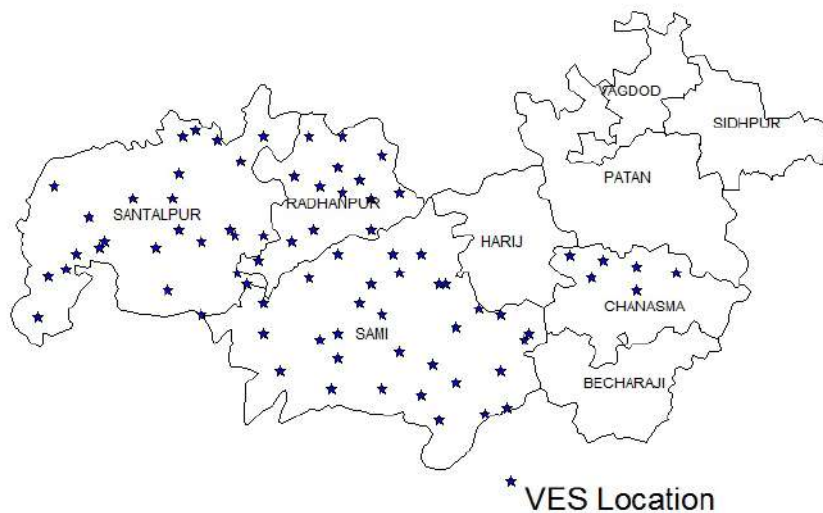 VAGDOD
SIDHPUR
PATAN
RADHANPUR
SANTALPUR
HARIJ
CHANASMA
SAMI
BECHARAJI
VES Location